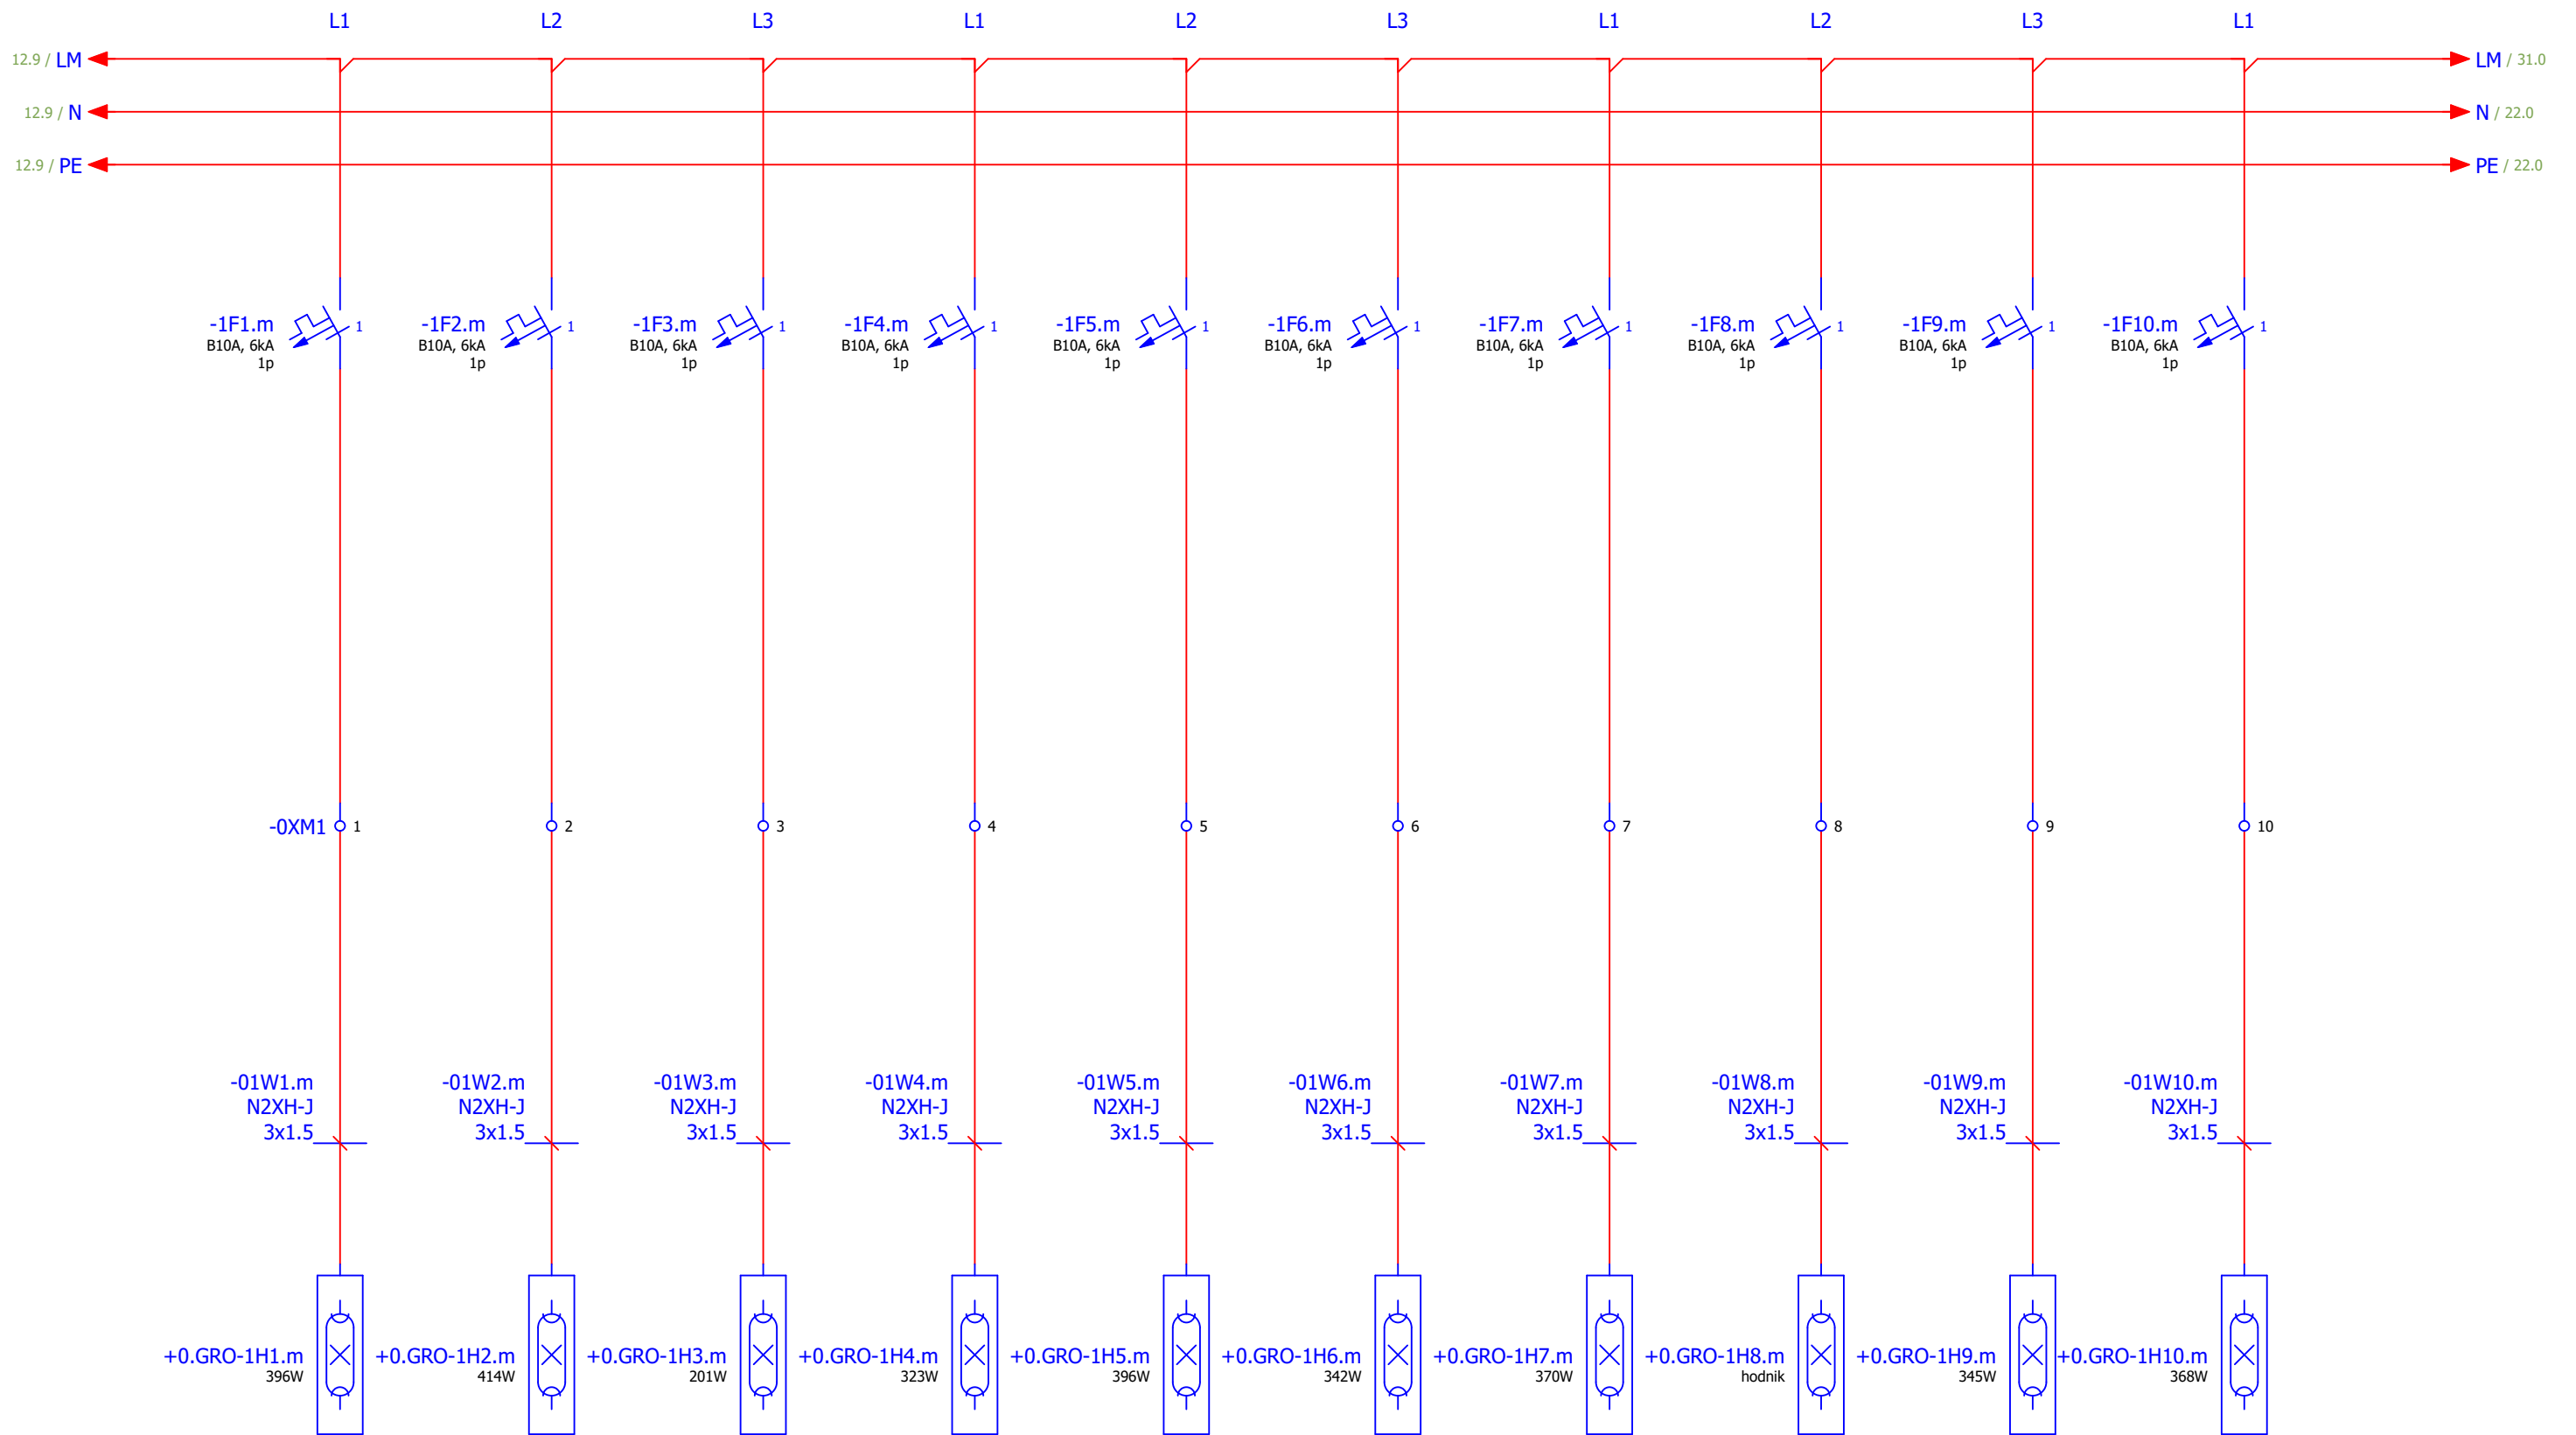 L1 L2 L3 L1 L2 L3 L1 L2 L3 L1
12.9 / LM LM / 31.0
12.9 / N N / 22.0
12.9 / PE PE / 22.0
-1F1.m 1 -1F2.m 1 -1F3.m 1 -1F4.m 1 -1F5.m 1 -1F6.m 1 -1F7.m 1 -1F8.m 1 -1F9.m 1 -1F10.m 1
B10A, 6kA B10A, 6kA B10A, 6kA B10A, 6kA B10A, 6kA B10A, 6kA B10A, 6kA B10A, 6kA B10A, 6kA B10A, 6kA
1p 1p 1p 1p 1p 1p 1p 1p 1p 1p
-0XM1 1 2 3 4 5 6 7 8 9 10
-01W1.m -01W2.m -01W3.m -01W4.m -01W5.m -01W6.m -01W7.m -01W8.m -01W9.m -01W10.m
N2XH-J N2XH-J N2XH-J N2XH-J N2XH-J N2XH-J N2XH-J N2XH-J N2XH-J N2XH-J
3x1.5 3x1.5 3x1.5 3x1.5 3x1.5 3x1.5 3x1.5 3x1.5 3x1.5 3x1.5
+0.GRO-1H1.m +0.GRO-1H2.m +0.GRO-1H3.m +0.GRO-1H4.m +0.GRO-1H5.m +0.GRO-1H6.m +0.GRO-1H7.m +0.GRO-1H8.m +0.GRO-1H9.m +0.GRO-1H10.m
396W 414W 201W 323W 396W 342W 370W hodnik 345W 368W